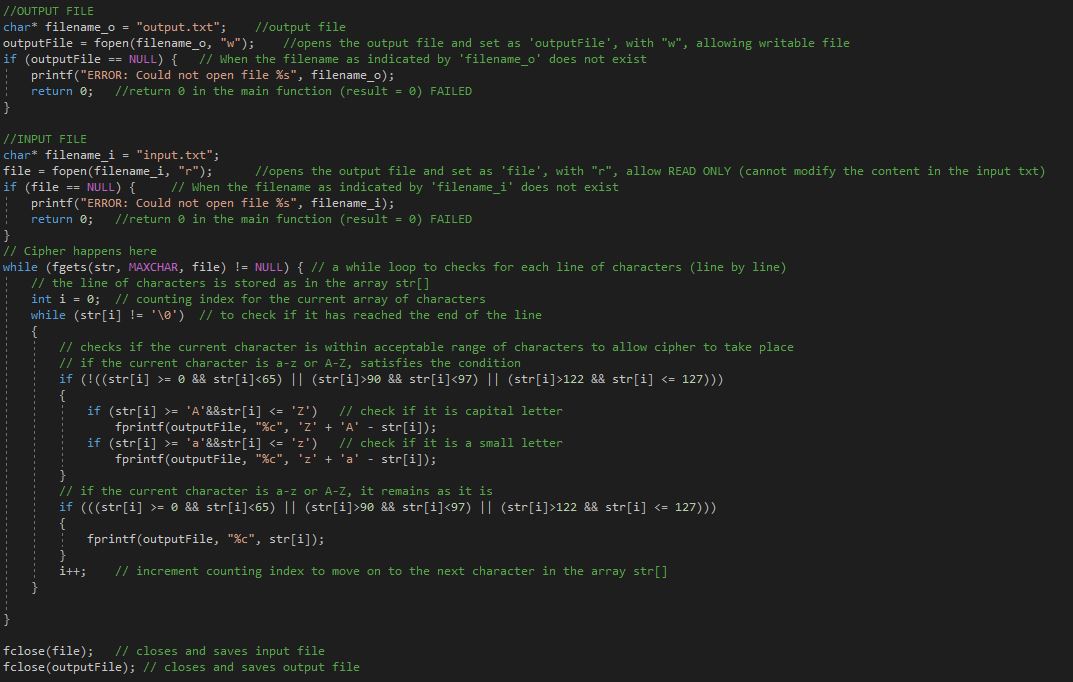 //OUTPUT FILE
char* filename_o = "output.txt";    //output file
outputFile = fopen(filename_o, "w");    //opens the output file and set as 'outputFile', with "w", allowing writable file
if (outputFile == NULL) {   // When the filename as indicated by 'filename_o' does not exist
    printf("ERROR: Could not open file %s", filename_o);
    return 0;   //return 0 in the main function (result = 0) FAILED
}

//INPUT FILE
char* filename_i = "input.txt";
file = fopen(filename_i, "r");      //opens the output file and set as 'file', with "r", allow READ ONLY (cannot modify the content in the input txt)
if (file == NULL) {     // When the filename as indicated by 'filename_i' does not exist
    printf("ERROR: Could not open file %s", filename_i);
    return 0;   //return 0 in the main function (result = 0) FAILED
}
// Cipher happens here
while (fgets(str, MAXCHAR, file) != NULL) { // a while loop to checks for each line of characters (line by line)
    // the line of characters is stored as in the array str[]
    int i = 0;  // counting index for the current array of characters
    while (str[i] != '\0')  // to check if it has reached the end of the line
    {
        // checks if the current character is within acceptable range of characters to allow cipher to take place
        // if the current character is a-z or A-Z, satisfies the condition
        if (!((str[i] >= 0 && str[i]<65) || (str[i]>90 && str[i]<97) || (str[i]>122 && str[i] <= 127)))
        {
            if (str[i] >= 'A'&&str[i] <= 'Z')   // check if it is capital letter
                fprintf(outputFile, "%c", 'Z' + 'A' - str[i]);
            if (str[i] >= 'a'&&str[i] <= 'z')   // check if it is a small letter
                fprintf(outputFile, "%c", 'z' + 'a' - str[i]);
        }
        // if the current character is a-z or A-Z, it remains as it is
        if (((str[i] >= 0 && str[i]<65) || (str[i]>90 && str[i]<97) || (str[i]>122 && str[i] <= 127)))
        {
            fprintf(outputFile, "%c", str[i]);
        }
        i++;    // increment counting index to move on to the next character in the array str[]
    }

}

fclose(file);   // closes and saves input file
fclose(outputFile); // closes and saves output file